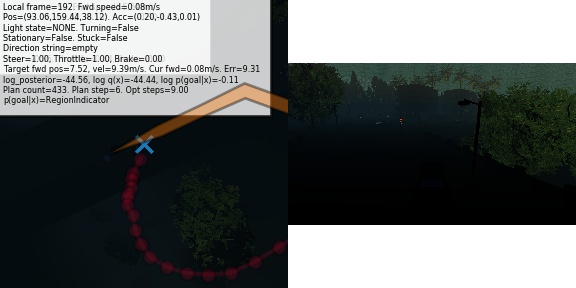 Local frame=192. Fwd speed=0.08m/s
Pos=(93.06,159.44,38.12). Acc=(0.20,-0.43,0.01)
Light state=NONE. Turning=False
Stationary=False. Stuck=False
Direction string=empty
Steer=1.00, Throttle=1.00, Brake=0.00
Target fwd pos=7.52, vel=9.39m/s. Cur fwd=0.08m/s. Err=9.31
log_posterior=-44.56, log q(x)=-44.44, log p(goal|x)=-0.11
Plan count=433. Plan step=6. Opt steps=9.00
p(goal|x)=RegionIndicator